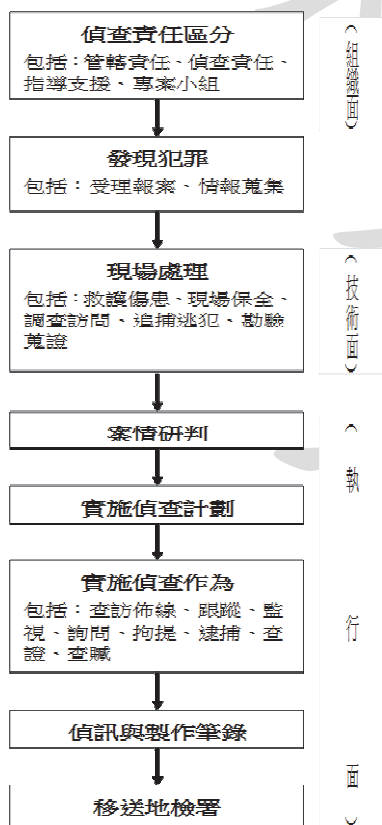 偵查責任區分
包括：管轄責任、偵查責任、
指導支援、專案小組
（組織面）
發現犯罪
包括：受理報案、情報蒐集
現場處理
包括：救護傷患、現場保全、
調查訪問、追捕逃犯、勘驗
蒐證
（技術面）
案情研判
實施偵查計劃
實施偵查作為
包括：查訪佈線、跟蹤、監
視、詢問、拘提、逮捕、查
證、查贓
偵訊與製作筆錄
移送地檢署
（執行面）